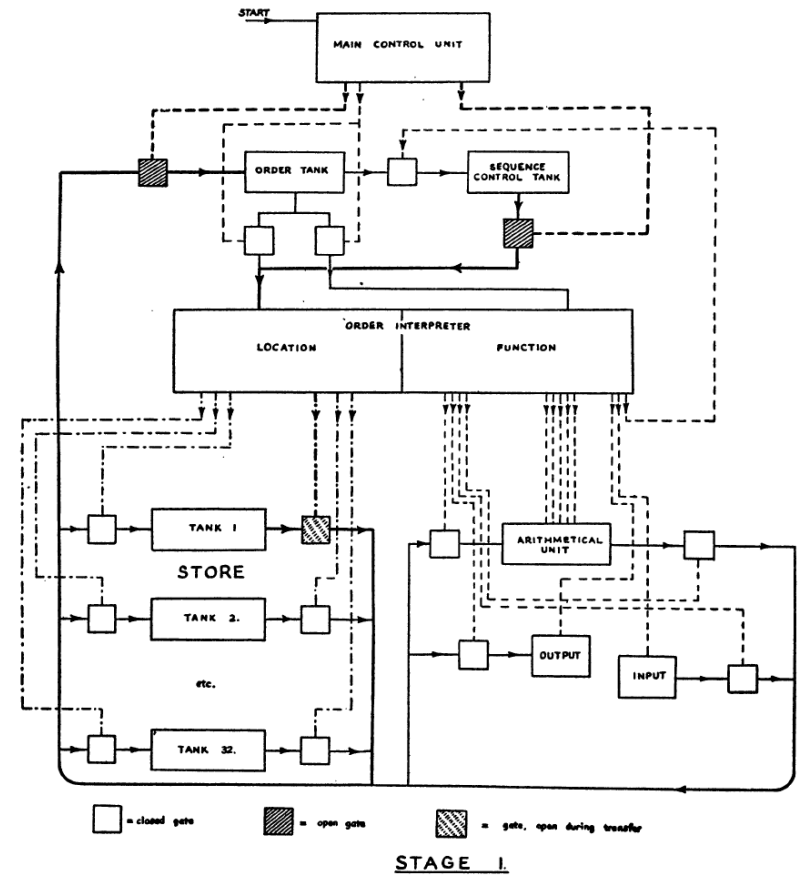 START
MAIN CONTROL UNIT
ORDER TANK
SEQUENCE
CONTROL TANK
ORDER INTERPRETER
LOCATION
FUNCTION
TANK 1
ARITHMETICAL
UNIT
STORE
TANK 2.
OUTPUT
etc.
INPUT
TANK 32.
= closed gate
= open gate
= gate, open during transfer
STAGE 1.